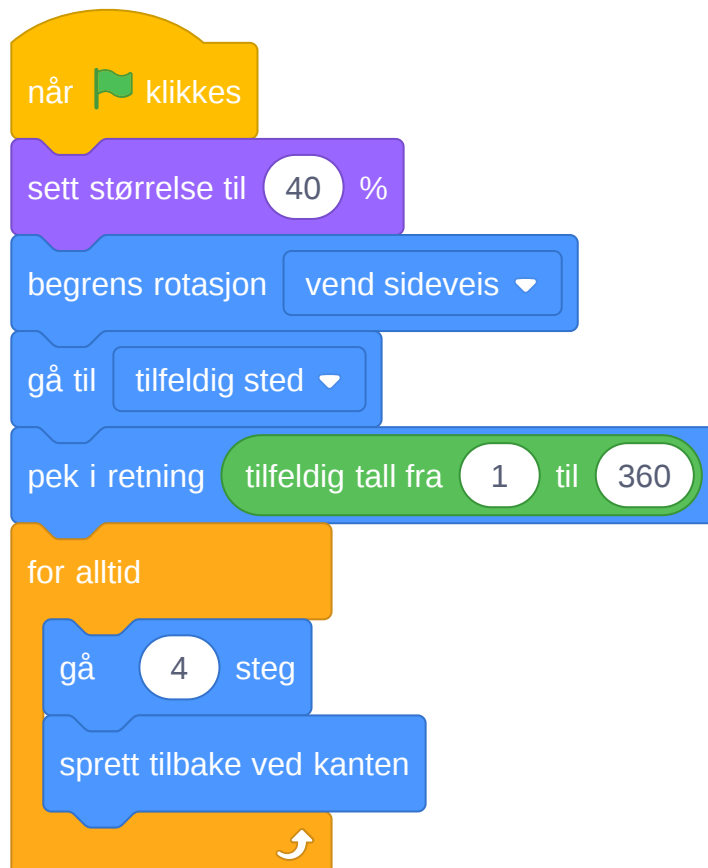 når klikkes
sett størrelse til 40 %
begrens rotasjon vend sideveis
gå til tilfeldig sted
pek i retning tilfeldig tall fra 1 til 360
for alltid
gå 4 steg
sprett tilbake ved kanten